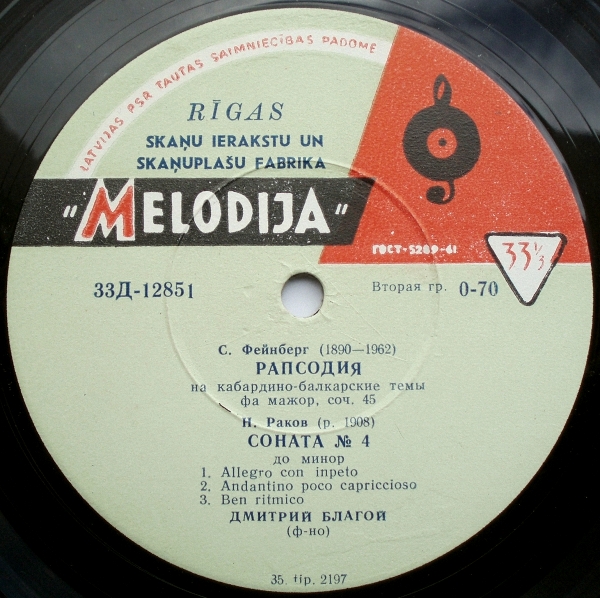 LATVIJAS PSR TAUTAS SAIMNIECĪBAS PADOME
RĪGAS
SKAŅU IERAKSTU UN
SKAŅUPLAŠU FABRIKA
"MELODIJA"
ГОСТ-5289-61
33⅓
33Д-12851
Вторая гр. 0-70
С. Фейнберг (1890—1962)
РАПСОДИЯ
на кабардино-балкарские темы
фа мажор, соч. 45
Н. Раков (р. 1908)
СОНАТА № 4
до минор
1. Allegro con inpeto
2. Andantino poco capriccioso
3. Ben ritmico
ДМИТРИЙ БЛАГОЙ
(ф-но)
35. tip. 2197